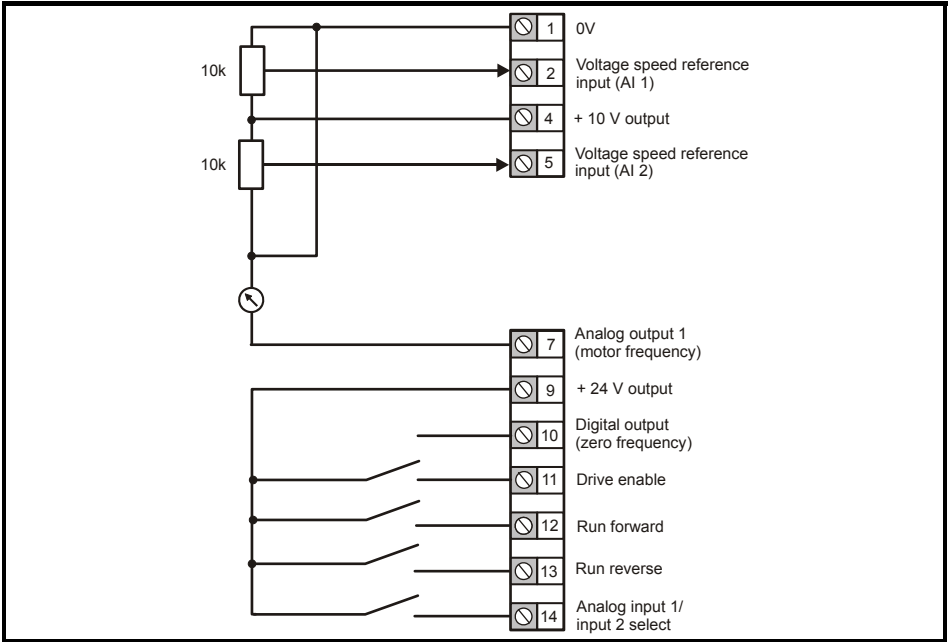 1 0V
10k
2 Voltage speed reference
input (AI 1)
4 + 10 V output
10k
5 Voltage speed reference
input (AI 2)
7 Analog output 1
(motor frequency)
9 + 24 V output
10 Digital output
(zero frequency)
11 Drive enable
12 Run forward
13 Run reverse
14 Analog input 1/
input 2 select